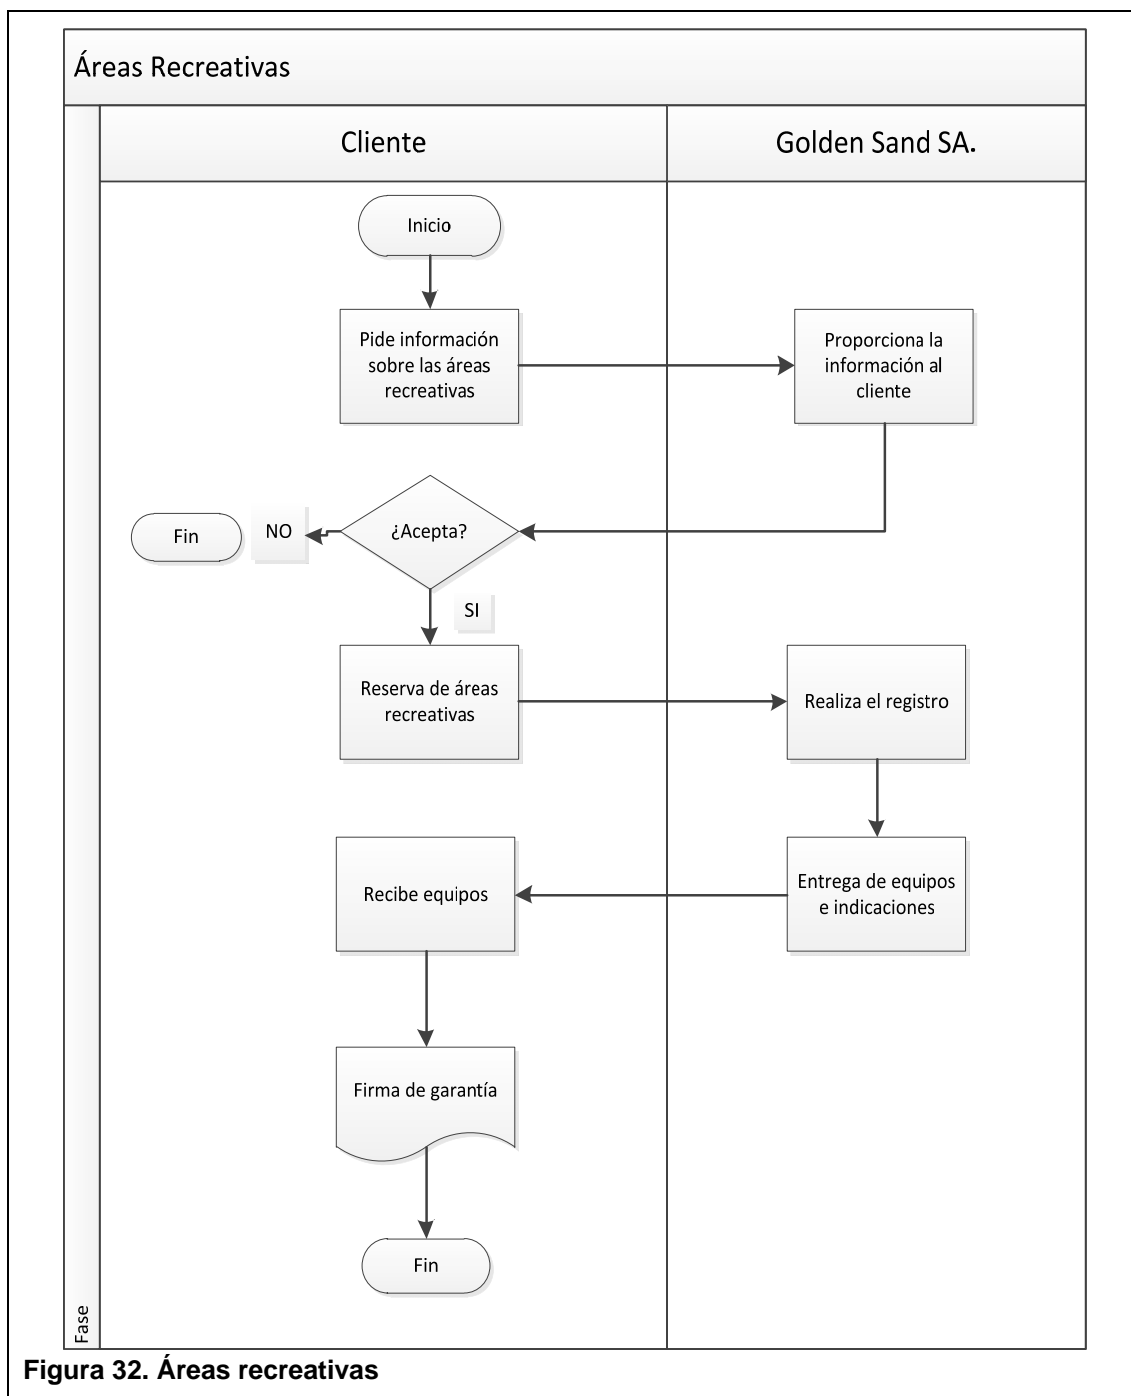 Áreas Recreativas
Cliente
Golden Sand SA.
Inicio
Pide información
sobre las áreas
recreativas
Proporciona la
información al
cliente
¿Acepta?
NO
Fin
SI
Reserva de áreas
recreativas
Realiza el registro
Entrega de equipos
e indicaciones
Recibe equipos
Firma de garantía
Fin
Fase
Figura 32. Áreas recreativas